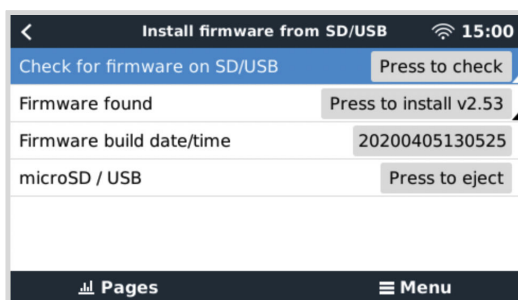 Install firmware from SD/USB 15:00
Check for firmware on SD/USB Press to check
Firmware found Press to install v2.53
Firmware build date/time 20200405130525
microSD / USB Press to eject
Pages Menu